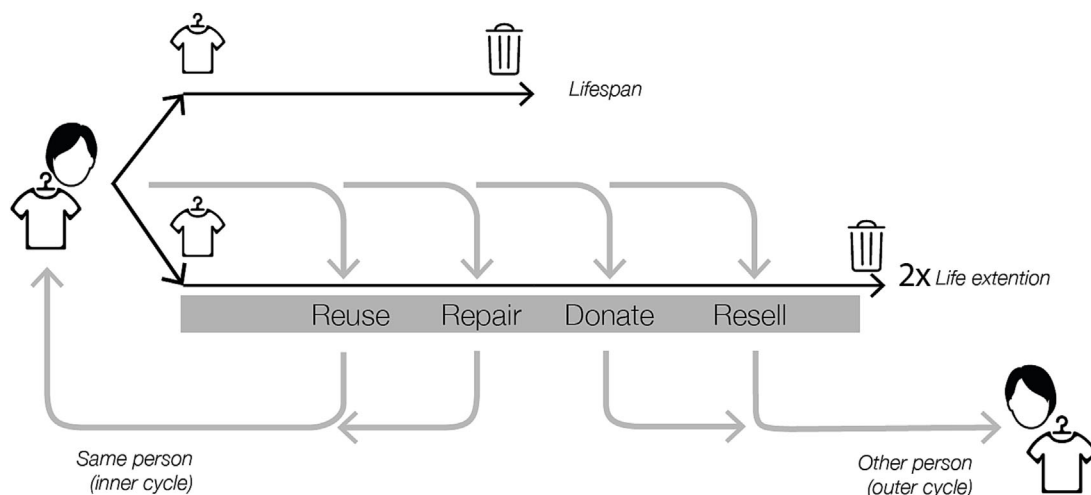 Lifespan
2x Life extention
Reuse Repair Donate Resell
Same person
(inner cycle)
Other person
(outer cycle)